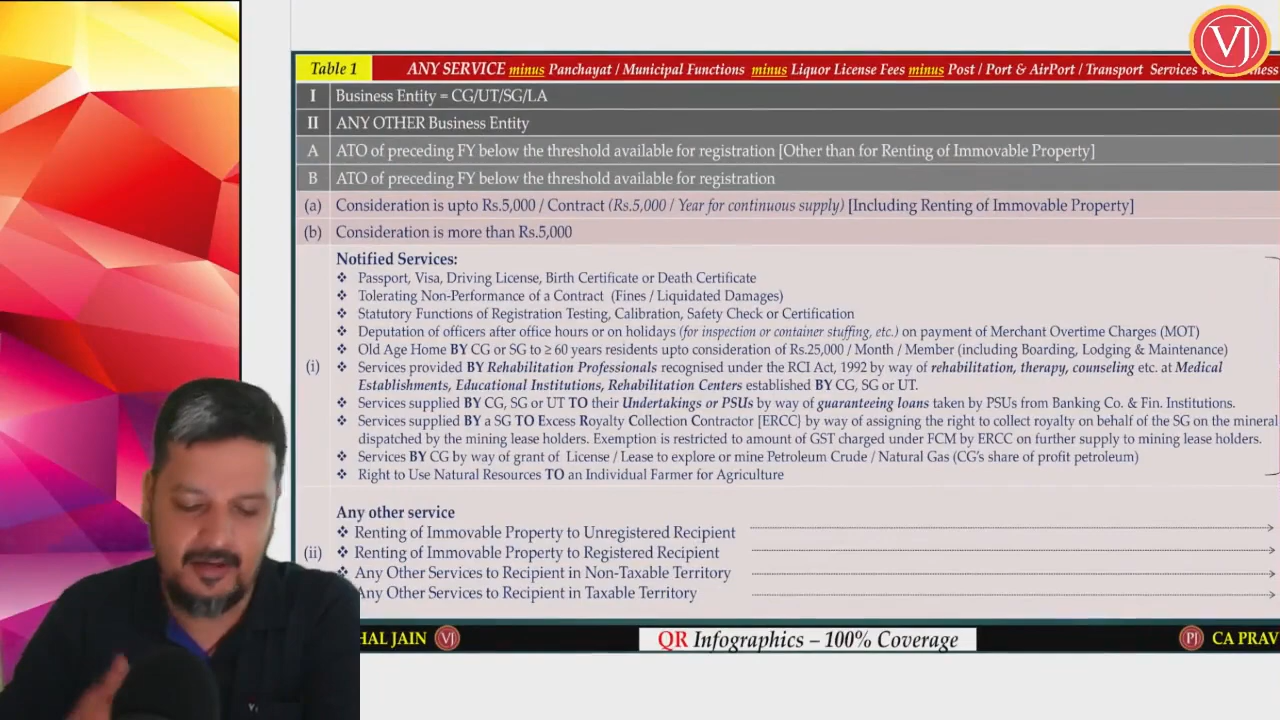 VJ
Table 1 ANY SERVICE minus Panchayat / Municipal Functions minus Liquor License Fees minus Post / Port & AirPort / Transport Services
I Business Entity = CG/UT/SG/LA
II ANY OTHER Business Entity
A ATO of preceding FY below the threshold available for registration [Other than for Renting of Immovable Property]
B ATO of preceding FY below the threshold available for registration
(a) Consideration is upto Rs.5,000 / Contract (Rs.5,000 / Year for continuous supply) [Including Renting of Immovable Property]
(b) Consideration is more than Rs.5,000
Notified Services:
❖ Passport, Visa, Driving License, Birth Certificate or Death Certificate
❖ Tolerating Non-Performance of a Contract (Fines / Liquidated Damages)
❖ Statutory Functions of Registration Testing, Calibration, Safety Check or Certification
❖ Deputation of officers after office hours or on holidays (for inspection or container stuffing, etc.) on payment of Merchant Overtime Charges (MOT)
❖ Old Age Home BY CG or SG to ≥ 60 years residents upto consideration of Rs.25,000 / Month / Member (including Boarding, Lodging & Maintenance)
(i) ❖ Services provided BY Rehabilitation Professionals recognised under the RCI Act, 1992 by way of rehabilitation, therapy, counseling etc. at Medical
Establishments, Educational Institutions, Rehabilitation Centers established BY CG, SG or UT.
❖ Services supplied BY CG, SG or UT TO their Undertakings or PSUs by way of guaranteeing loans taken by PSUs from Banking Co. & Fin. Institutions.
❖ Services supplied BY a SG TO Excess Royalty Collection Contractor [ERCC] by way of assigning the right to collect royalty on behalf of the SG on the mineral
dispatched by the mining lease holders. Exemption is restricted to amount of GST charged under FCM by ERCC on further supply to mining lease holders.
❖ Services BY CG by way of grant of License / Lease to explore or mine Petroleum Crude / Natural Gas (CG's share of profit petroleum)
❖ Right to Use Natural Resources TO an Individual Farmer for Agriculture
Any other service
❖ Renting of Immovable Property to Unregistered Recipient
(ii) ❖ Renting of Immovable Property to Registered Recipient
❖ Any Other Services to Recipient in Non-Taxable Territory
Any Other Services to Recipient in Taxable Territory
HAL JAIN VJ QR Infographics – 100% Coverage PJ CA PRAV